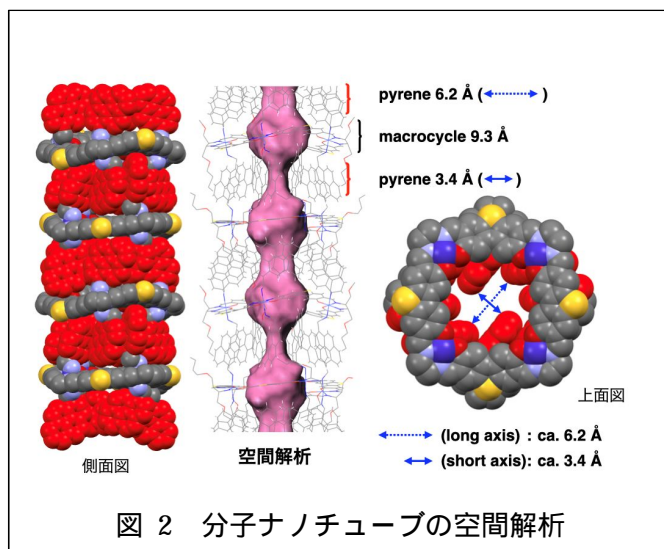 pyrene 6.2 Å ( )
macrocycle 9.3 Å
pyrene 3.4 Å ( )
側面図
空間解析
上面図
(long axis) : ca. 6.2 Å
(short axis): ca. 3.4 Å
図 2 分子ナノチューブの空間解析